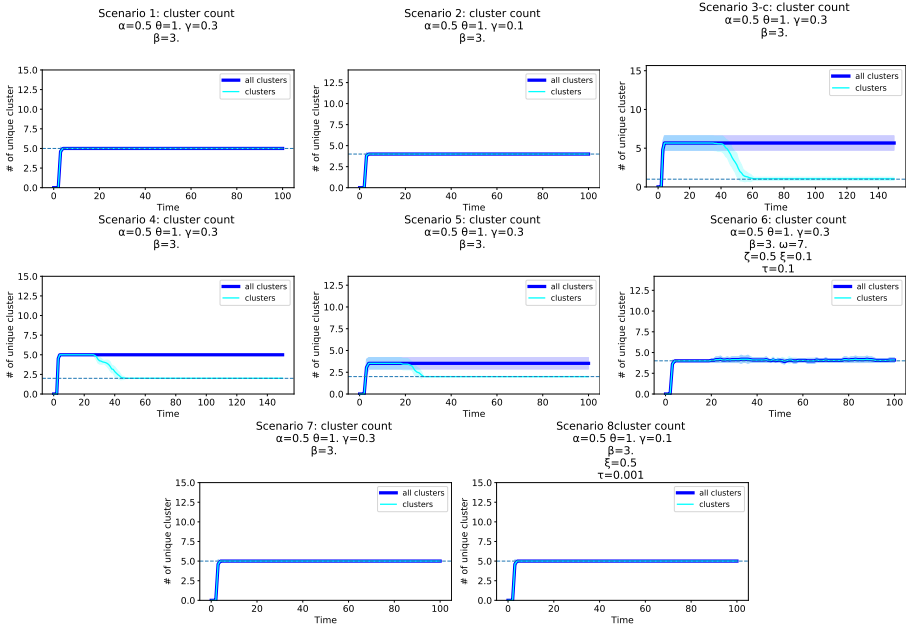 Scenario 1: cluster count
α=0.5 θ=1. γ=0.3
β=3.
# of unique cluster
15.0
12.5
10.0
7.5
5.0
2.5
0.0
all clusters
clusters
0 20 40 60 80 100
Time
Scenario 2: cluster count
α=0.5 θ=1. γ=0.1
β=3.
# of unique cluster
12.5
10.0
7.5
5.0
2.5
0.0
all clusters
clusters
0 20 40 60 80 100
Time
Scenario 3-c: cluster count
α=0.5 θ=1. γ=0.3
β=3.
# of unique cluster
15
10
5
0
all clusters
clusters
0 20 40 60 80 100 120 140
Time
Scenario 4: cluster count
α=0.5 θ=1. γ=0.3
β=3.
# of unique cluster
15.0
12.5
10.0
7.5
5.0
2.5
0.0
all clusters
clusters
0 20 40 60 80 100 120 140
Time
Scenario 5: cluster count
α=0.5 θ=1. γ=0.3
β=3.
# of unique cluster
12.5
10.0
7.5
5.0
2.5
0.0
all clusters
clusters
0 20 40 60 80 100
Time
Scenario 6: cluster count
α=0.5 θ=1. γ=0.3
β=3. ω=7.
ζ=0.5 ξ=0.1
τ=0.1
# of unique cluster
12.5
10.0
7.5
5.0
2.5
0.0
all clusters
clusters
0 20 40 60 80 100
Time
Scenario 7: cluster count
α=0.5 θ=1. γ=0.3
β=3.
# of unique cluster
15.0
12.5
10.0
7.5
5.0
2.5
0.0
all clusters
clusters
0 20 40 60 80 100
Time
Scenario 8cluster count
α=0.5 θ=1. γ=0.1
β=3.
ξ=0.5
τ=0.001
# of unique cluster
15.0
12.5
10.0
7.5
5.0
2.5
0.0
all clusters
clusters
0 20 40 60 80 100
Time